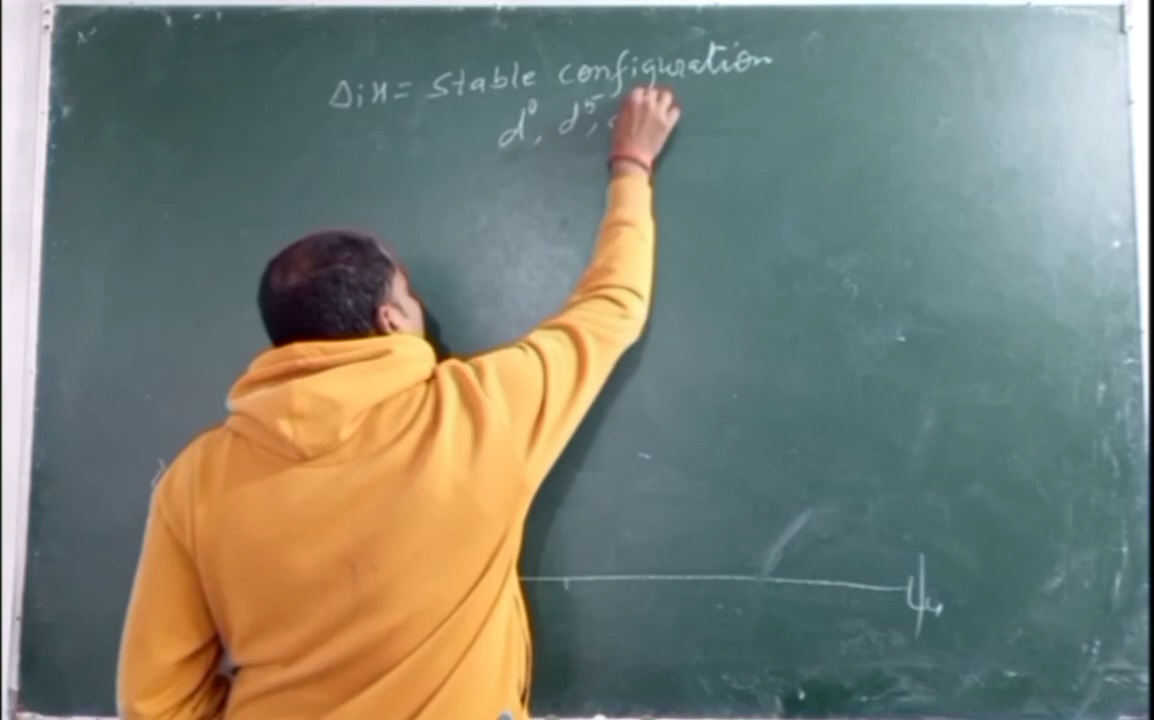 ΔiH = Stable configuration
d⁰, d⁵,